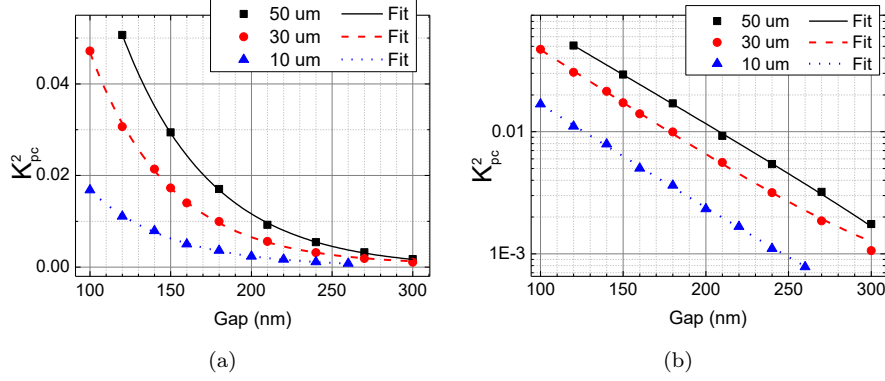 50 um Fit
30 um Fit
10 um Fit
0.04
0.02
0.00
K²pc
100 150 200 250 300
Gap (nm)
(a)
50 um Fit
30 um Fit
10 um Fit
0.01
1E-3
K²pc
100 150 200 250 300
Gap (nm)
(b)